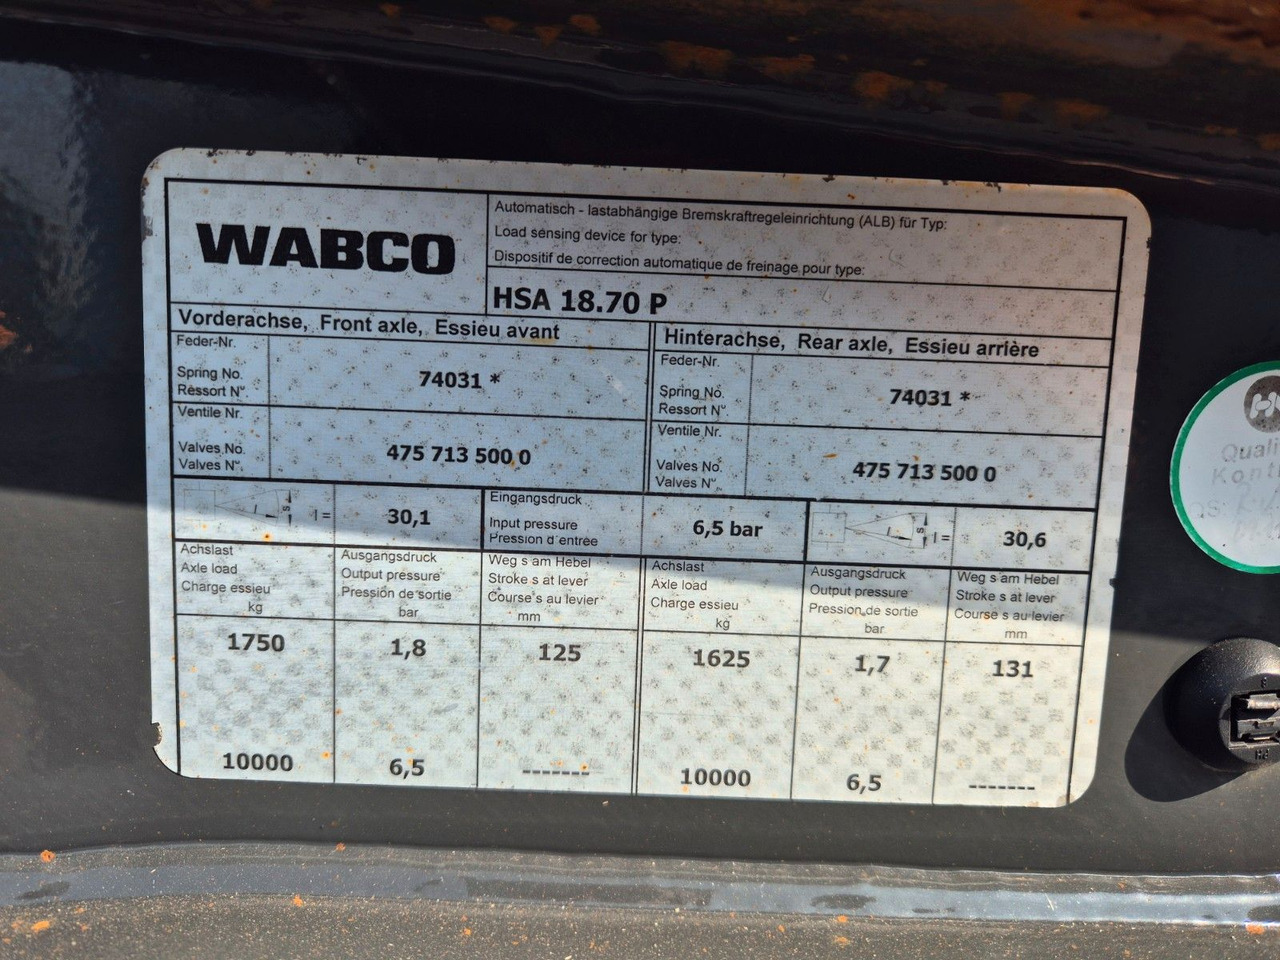 WABCO
Automatisch - lastabhängige Bremskraftregeleinrichtung (ALB) für Typ:
Load sensing device for type:
Dispositif de correction automatique de freinage pour type:
HSA 18.70 P
Vorderachse, Front axle, Essieu avant
Hinterachse, Rear axle, Essieu arrière
Feder-Nr.
Spring No.
Ressort N°
74031 *
Feder-Nr.
Spring No.
Ressort N°.
74031 *
Ventile Nr.
Valves No.
Valves N°.
475 713 500 0
Ventile Nr.
Valves No.
Valves N°.
475 713 500 0
l s l =
30,1
Eingangsdruck
Input pressure
Pression d´entrée
6,5 bar
l s l =
30,6
Achslast
Axle load
Charge essieu
kg
Ausgangsdruck
Output pressure
Pression de sortie
bar
Weg s am Hebel
Stroke s at lever
Course s au levier
mm
Achslast
Axle load
Charge essieu
kg
Ausgangsdruck
Output pressure
Pression de sortie
bar
Weg s am Hebel
Stroke s at lever
Course s au levier
mm
1750 1,8 125 1625 1,7 131
10000 6,5 ------- 10000 6,5 -------